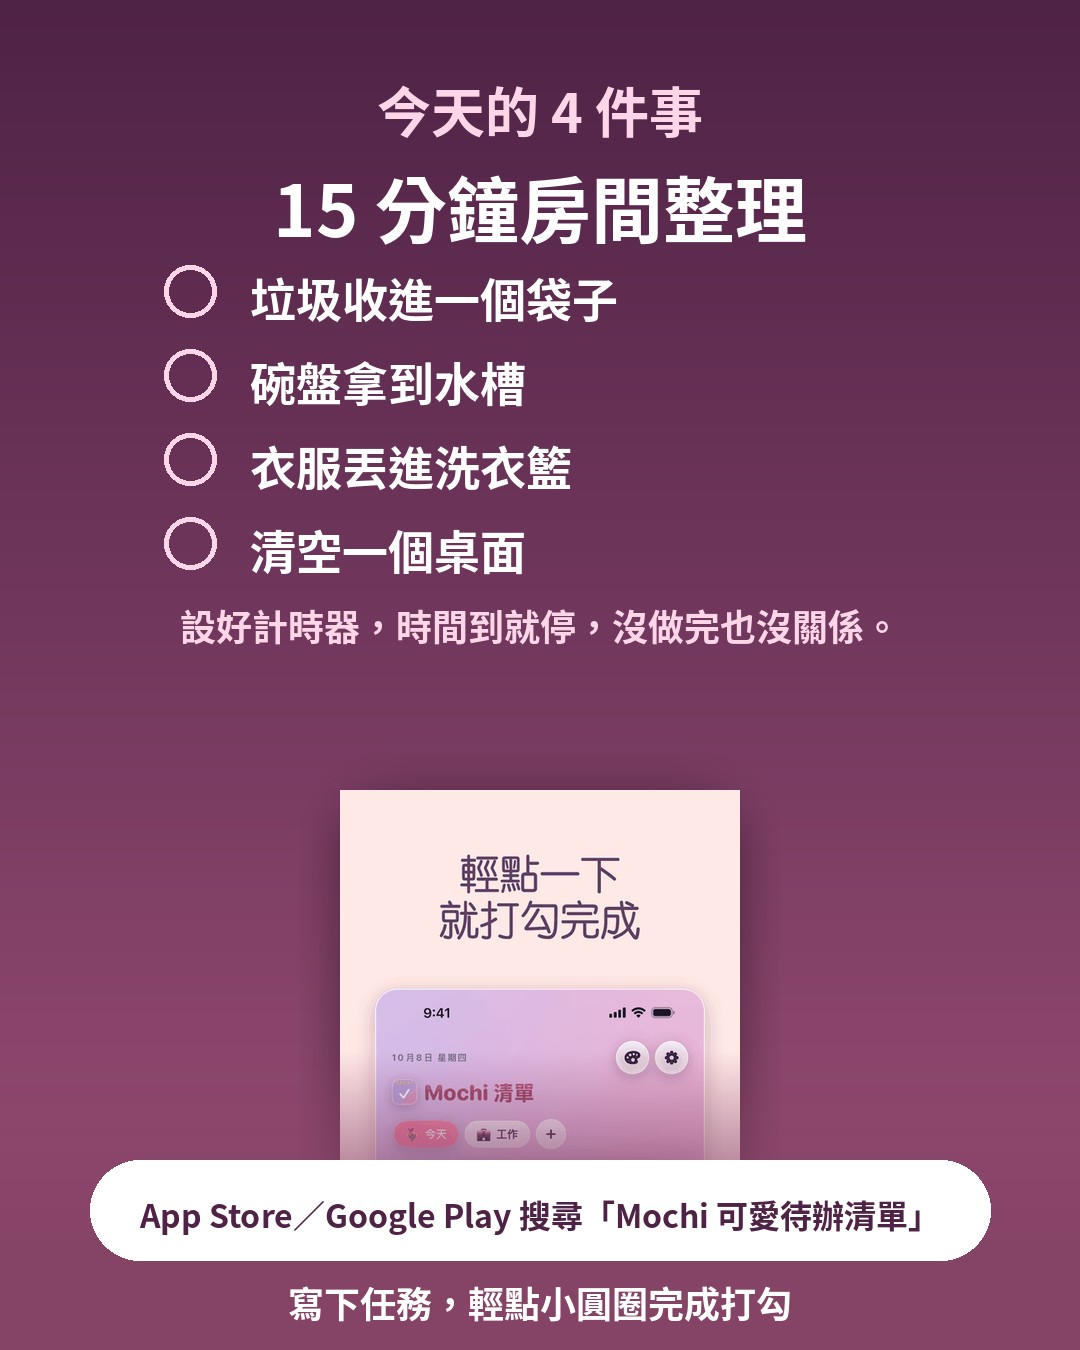 今天的 4 件事
15 分鐘房間整理
垃圾收進一個袋子
碗盤拿到水槽
衣服丟進洗衣籃
清空一個桌面
設好計時器，時間到就停，沒做完也沒關係。
輕點一下
就打勾完成
9:41
10月8日 星期四
Mochi 清單
今天 工作 +
App Store／Google Play 搜尋「Mochi 可愛待辦清單」
寫下任務，輕點小圓圈完成打勾